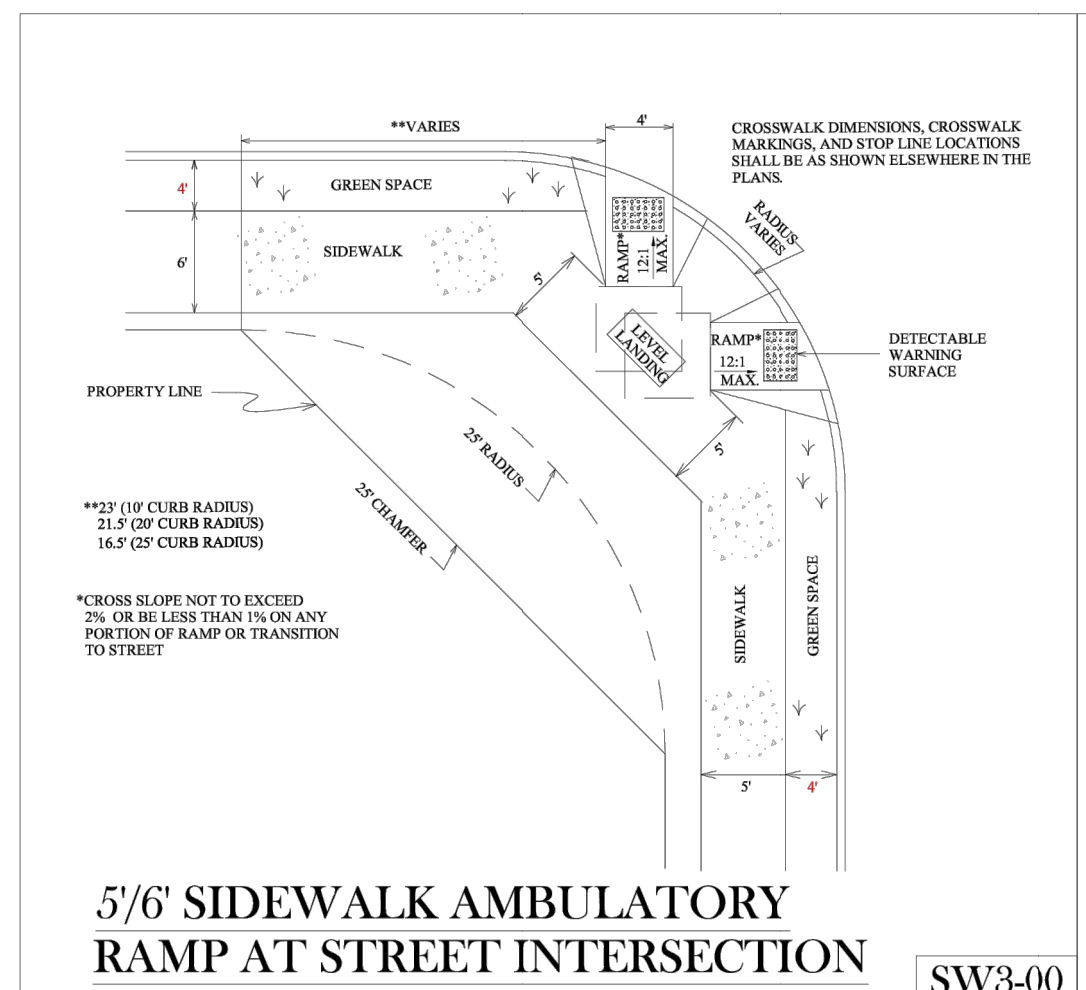 **VARIES
4'
CROSSWALK DIMENSIONS, CROSSWALK
MARKINGS, AND STOP LINE LOCATIONS
SHALL BE AS SHOWN ELSEWHERE IN THE
PLANS.
4'
GREEN SPACE
RADIUS
VARIES
SIDEWALK
6'
RAMP*
12:1
MAX.
5'
LEVEL
LANDING
RAMP*
12:1
MAX.
DETECTABLE
WARNING
SURFACE
PROPERTY LINE
25' RADIUS
5'
25' CHAMFER
**23' (10' CURB RADIUS)
21.5' (20' CURB RADIUS)
16.5' (25' CURB RADIUS)
*CROSS SLOPE NOT TO EXCEED
2% OR BE LESS THAN 1% ON ANY
PORTION OF RAMP OR TRANSITION
TO STREET
SIDEWALK
GREEN SPACE
5'
4'
5'/6' SIDEWALK AMBULATORY
RAMP AT STREET INTERSECTION
SW3-00